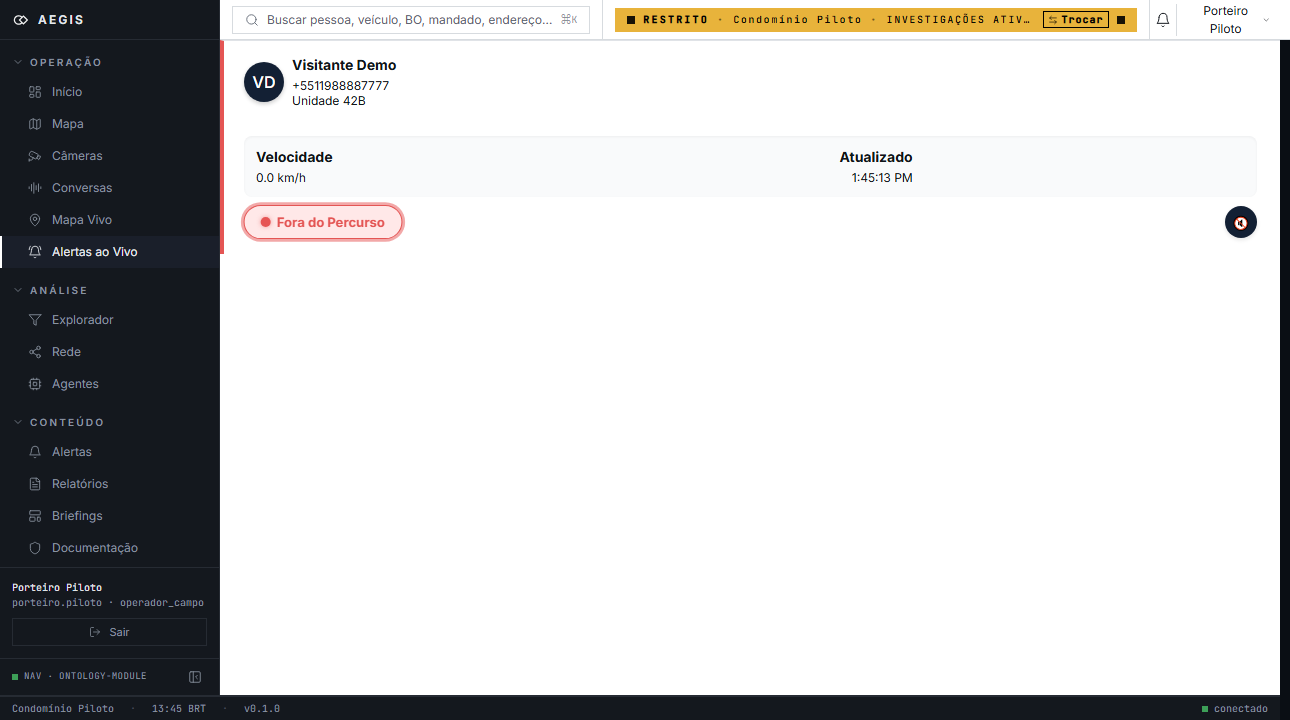 AEGIS
Buscar pessoa, veículo, BO, mandado, endereço... ⌘K
RESTRITO · Condomínio Piloto · INVESTIGAÇÕES ATIV… Trocar
Porteiro
Piloto
OPERAÇÃO
Início
Mapa
Câmeras
Conversas
Mapa Vivo
Alertas ao Vivo
ANÁLISE
Explorador
Rede
Agentes
CONTEÚDO
Alertas
Relatórios
Briefings
Documentação
Porteiro Piloto
porteiro.piloto · operador_campo
Sair
NAV · ONTOLOGY-MODULE
VD
Visitante Demo
+5511988887777
Unidade 42B
Velocidade
0.0 km/h
Atualizado
1:45:13 PM
Fora do Percurso
Condomínio Piloto · 13:45 BRT · v0.1.0
conectado